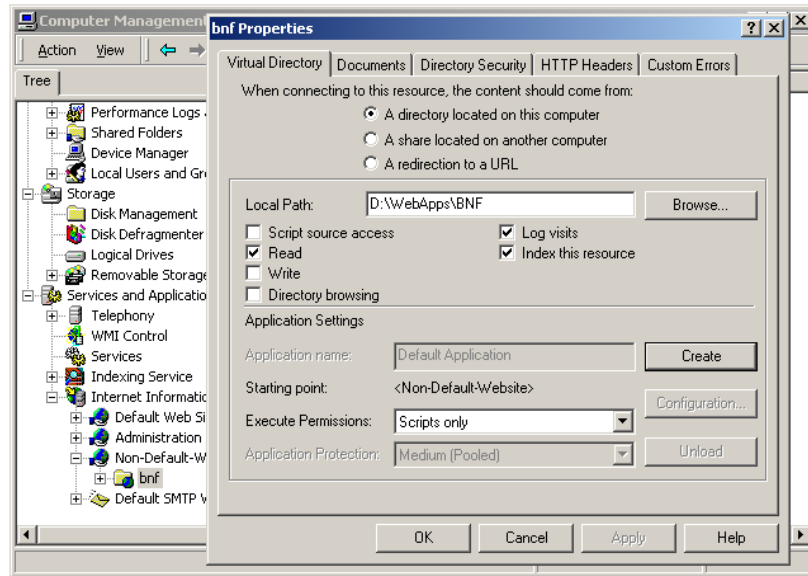 Computer Management
Action View
Tree
Performance Logs
Shared Folders
Device Manager
Local Users and Gr
Storage
Disk Management
Disk Defragmenter
Logical Drives
Removable Storage
Services and Applicatio
Telephony
WMI Control
Services
Indexing Service
Internet Informatic
Default Web Si
Administration
Non-Default-W
bnf
Default SMTP V
bnf Properties
Virtual Directory Documents Directory Security HTTP Headers Custom Errors
When connecting to this resource, the content should come from:
A directory located on this computer
A share located on another computer
A redirection to a URL
Local Path: D:\WebApps\BNF Browse...
Script source access Log visits
Read Index this resource
Write
Directory browsing
Application Settings
Application name: Default Application Create
Starting point: <Non-Default-Website>
Configuration...
Execute Permissions: Scripts only
Application Protection: Medium (Pooled) Unload
OK Cancel Apply Help